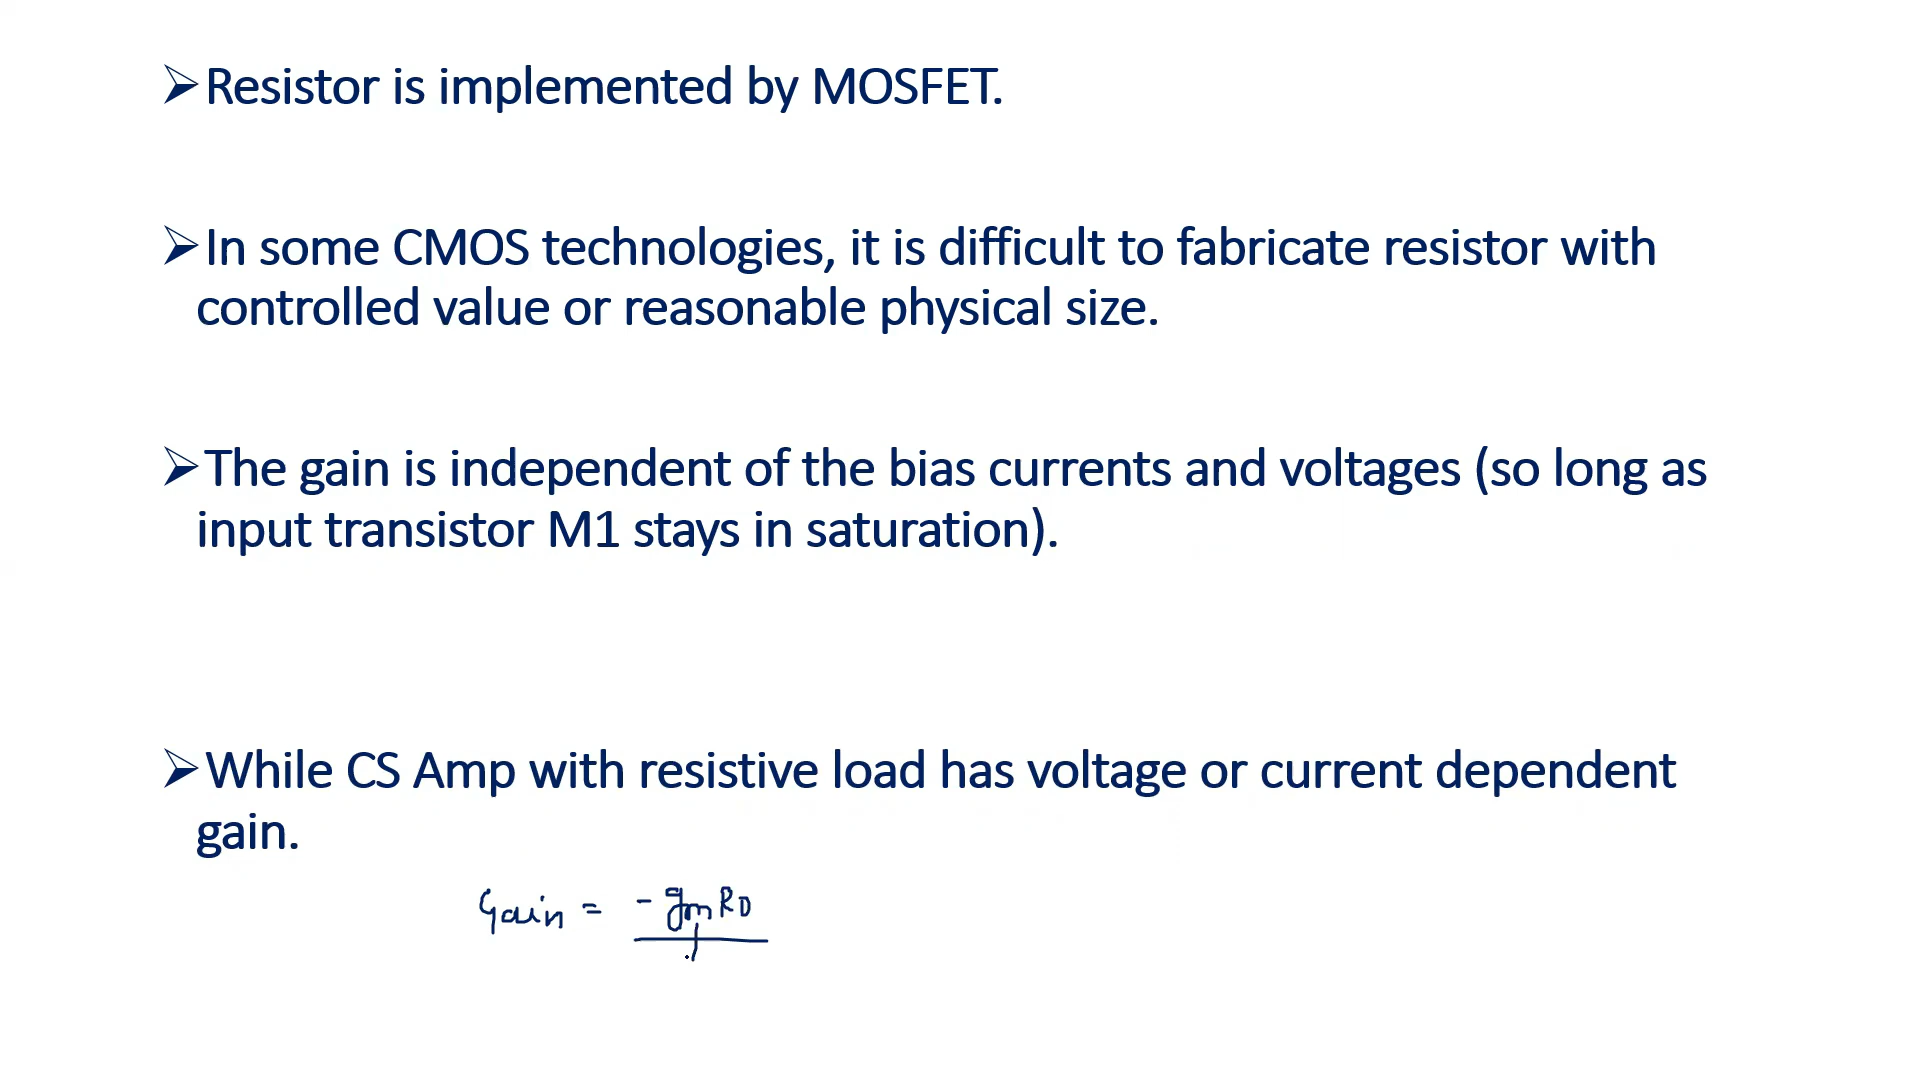 ➢Resistor is implemented by MOSFET.
➢In some CMOS technologies, it is difficult to fabricate resistor with
controlled value or reasonable physical size.
➢The gain is independent of the bias currents and voltages (so long as
input transistor M1 stays in saturation).
➢While CS Amp with resistive load has voltage or current dependent
gain.
Gain = - gm RD